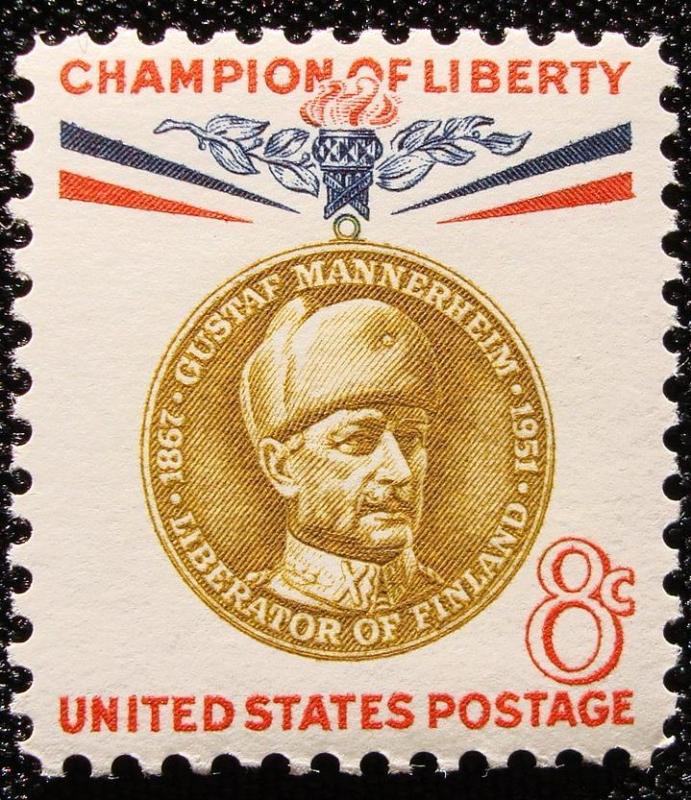 CHAMPION OF LIBERTY
GUSTAF MANNERHEIM
1867 · · 1951
LIBERATOR OF FINLAND
8c
UNITED STATES POSTAGE